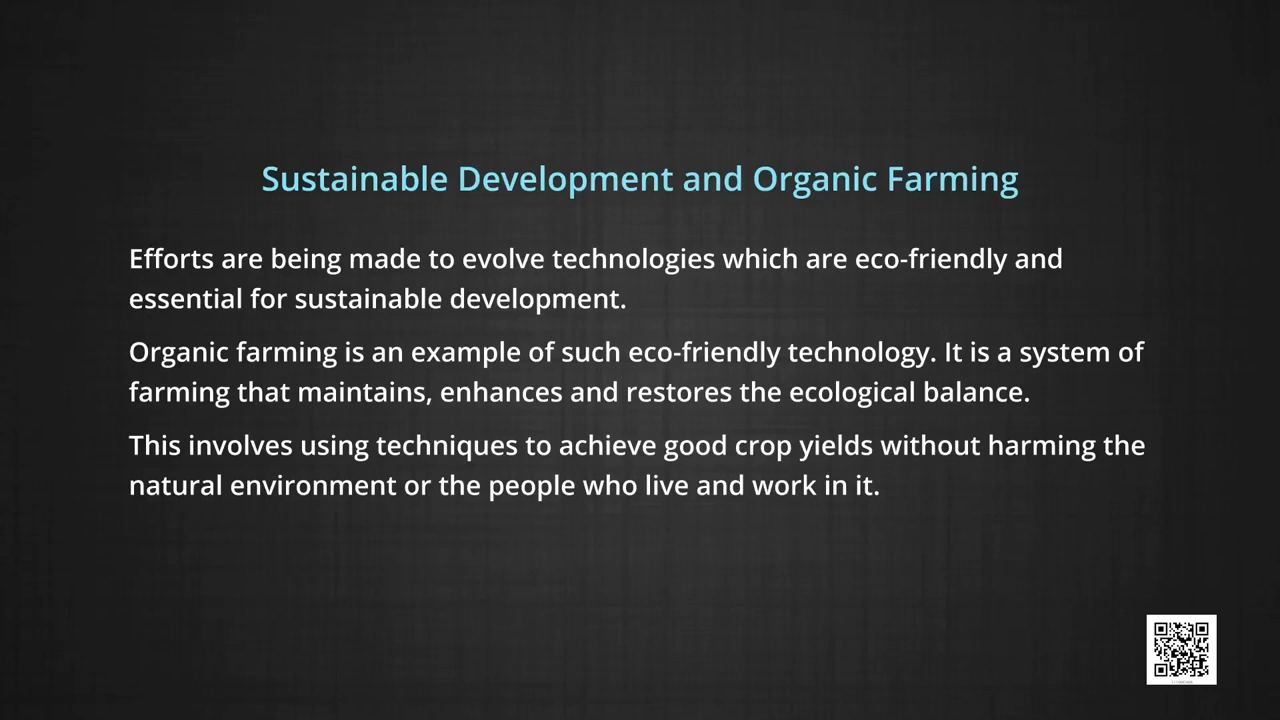 Sustainable Development and Organic Farming
Efforts are being made to evolve technologies which are eco-friendly and
essential for sustainable development.
Organic farming is an example of such eco-friendly technology. It is a system of
farming that maintains, enhances and restores the ecological balance.
This involves using techniques to achieve good crop yields without harming the
natural environment or the people who live and work in it.